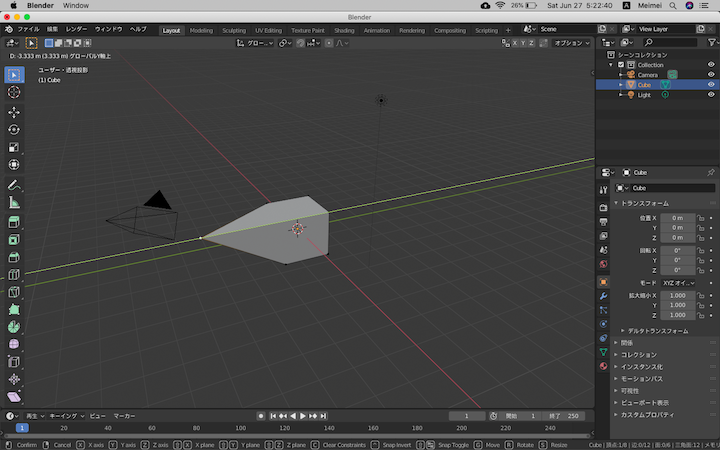 Blender Window
26% Sat Jun 27 5:22:40 Meimei
Blender
ファイル 編集 レンダー ウィンドウ ヘルプ Layout Modeling Sculpting UV Editing Texture Paint Shading Animation Rendering Compositing Scripting + Scene View Layer
グロー... X Y Z オプション
D: -3.333 m (3.333 m) グローバルY軸上
ユーザー・透視投影
(1) Cube
シーンコレクション
Collection
Camera
Cube
Light
Cube
Cube
トランスフォーム
位置 X 0 m
Y 0 m
Z 0 m
回転 X 0°
Y 0°
Z 0°
モード XYZ オイ...
拡大縮小 X 1.000
Y 1.000
Z 1.000
デルタトランスフォーム
関係
コレクション
インスタンス化
モーションパス
可視性
ビューポート表示
カスタムプロパティ
再生 キーイング ビュー マーカー 1 開始 1 終了 250
1 20 40 60 80 100 120 140 160 180 200 220 240
Confirm Cancel X X axis Y Y axis Z Z axis X X plane Y Y plane Z Z plane C Clear Constraints Snap Invert Snap Toggle G Move R Rotate S Resize Cube | 頂点:1/8 | 辺:0/12 | 面:0/6 | 三角面:12 | メモリ